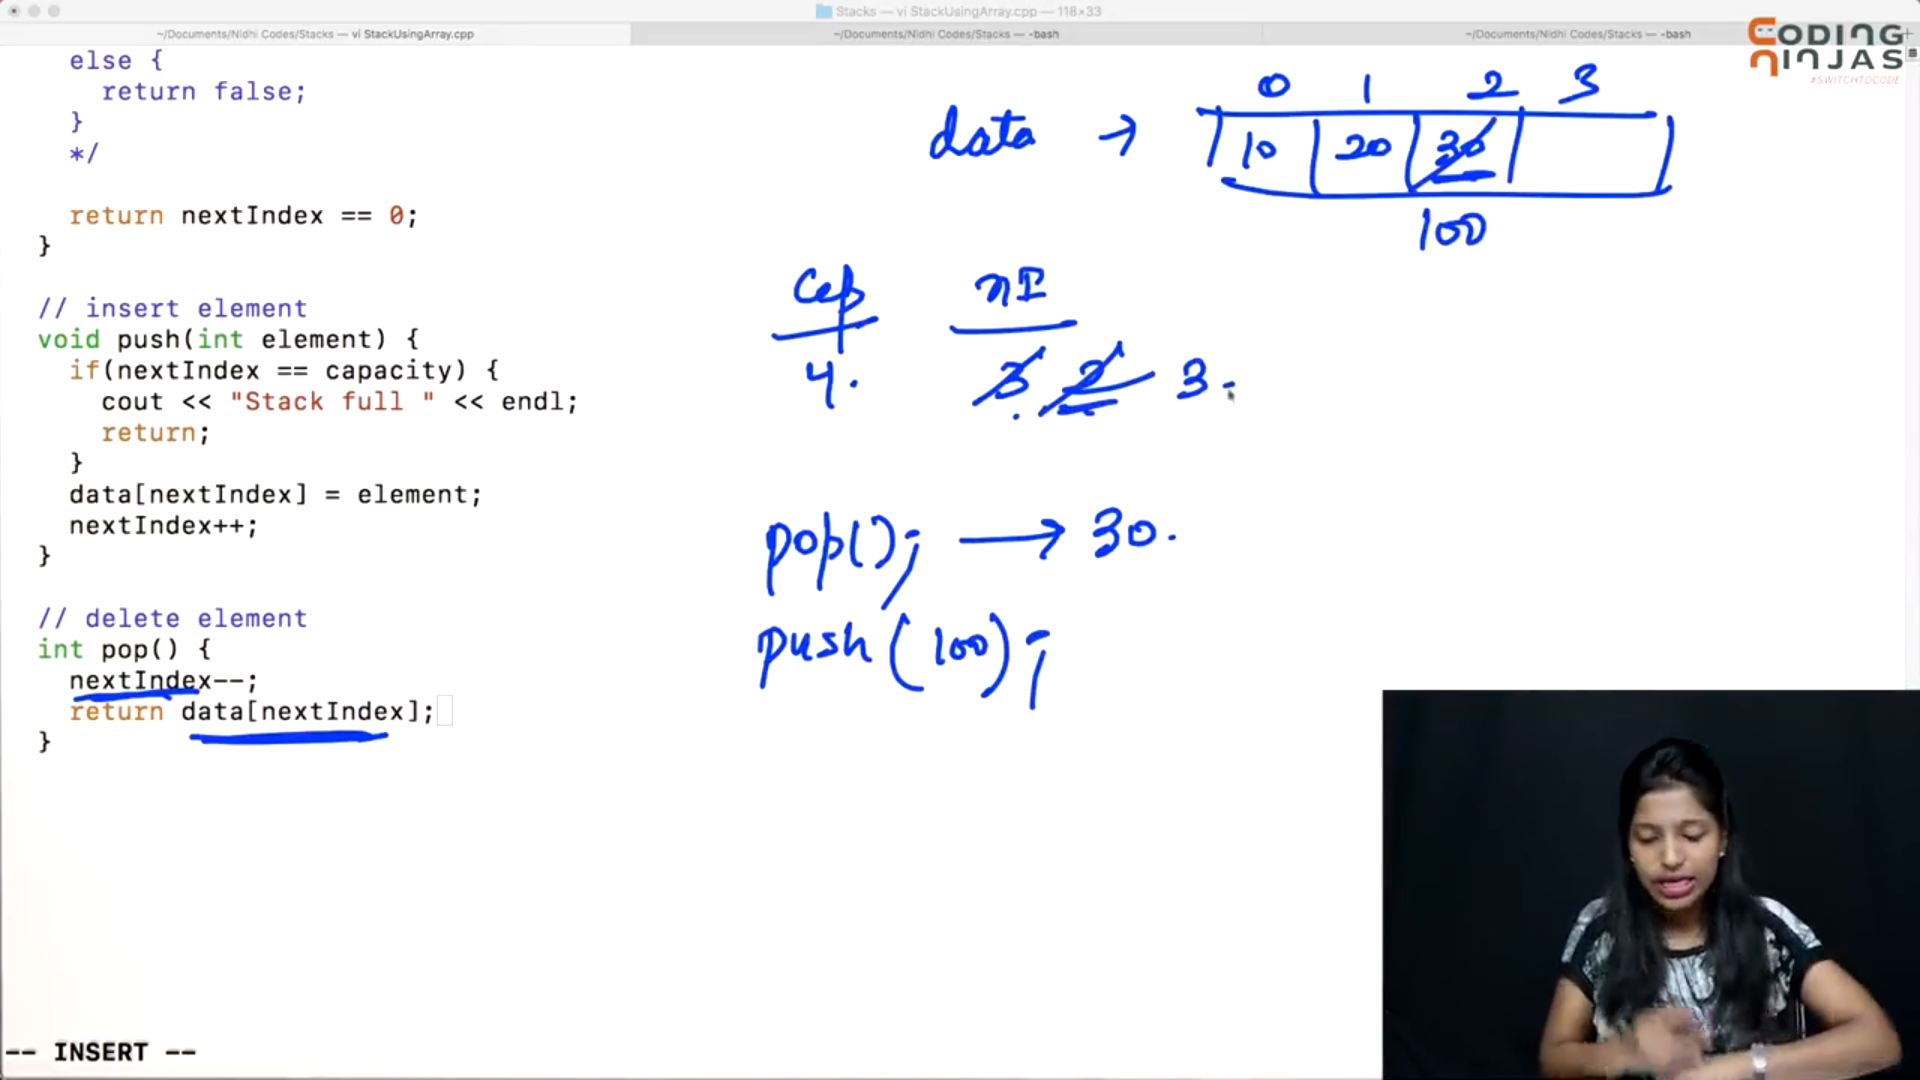 Stacks — vi StackUsingArray.cpp — 118×33
~/Documents/Nidhi Codes/Stacks — vi StackUsingArray.cpp
~/Documents/Nidhi Codes/Stacks — -bash
~/Documents/Nidhi Codes/Stacks — -bash
CODING
NINJAS
#SWITCHTOCODE
else {
return false;
}
*/
return nextIndex == 0;
}
// insert element
void push(int element) {
if(nextIndex == capacity) {
cout << "Stack full " << endl;
return;
}
data[nextIndex] = element;
nextIndex++;
}
// delete element
int pop() {
nextIndex--;
return data[nextIndex];
}
-- INSERT --
0 1 2 3
data → 10 20 30
100
Cap nI
4. 3 2 3
pop(); → 30.
push(100);